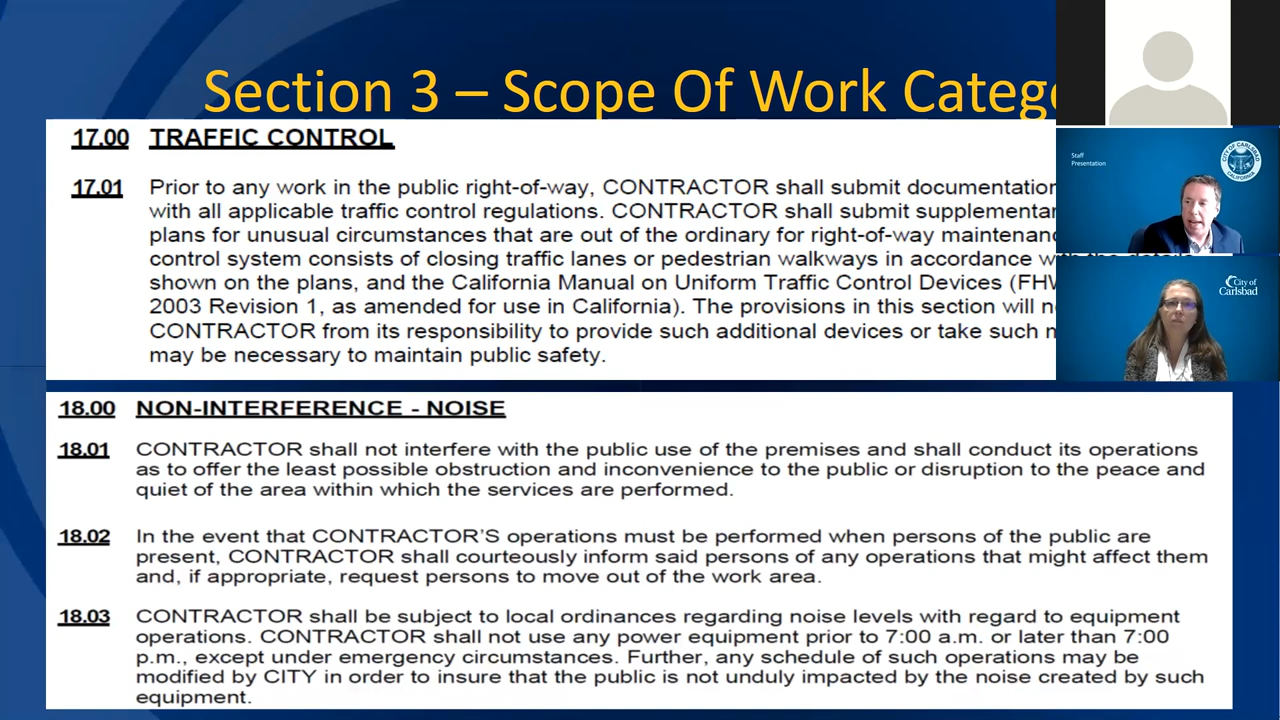 Section 3 – Scope Of Work Catego
17.00 TRAFFIC CONTROL
17.01 Prior to any work in the public right-of-way, CONTRACTOR shall submit documentation
with all applicable traffic control regulations. CONTRACTOR shall submit supplementar
plans for unusual circumstances that are out of the ordinary for right-of-way maintenanc
control system consists of closing traffic lanes or pedestrian walkways in accordance with the details
shown on the plans, and the California Manual on Uniform Traffic Control Devices (FHW
2003 Revision 1, as amended for use in California). The provisions in this section will no
CONTRACTOR from its responsibility to provide such additional devices or take such m
may be necessary to maintain public safety.
Staff
Presentation
CITY OF CARLSBAD
CALIFORNIA
City of
Carlsbad
18.00 NON-INTERFERENCE - NOISE
18.01 CONTRACTOR shall not interfere with the public use of the premises and shall conduct its operations
as to offer the least possible obstruction and inconvenience to the public or disruption to the peace and
quiet of the area within which the services are performed.
18.02 In the event that CONTRACTOR'S operations must be performed when persons of the public are
present, CONTRACTOR shall courteously inform said persons of any operations that might affect them
and, if appropriate, request persons to move out of the work area.
18.03 CONTRACTOR shall be subject to local ordinances regarding noise levels with regard to equipment
operations. CONTRACTOR shall not use any power equipment prior to 7:00 a.m. or later than 7:00
p.m., except under emergency circumstances. Further, any schedule of such operations may be
modified by CITY in order to insure that the public is not unduly impacted by the noise created by such
equipment.